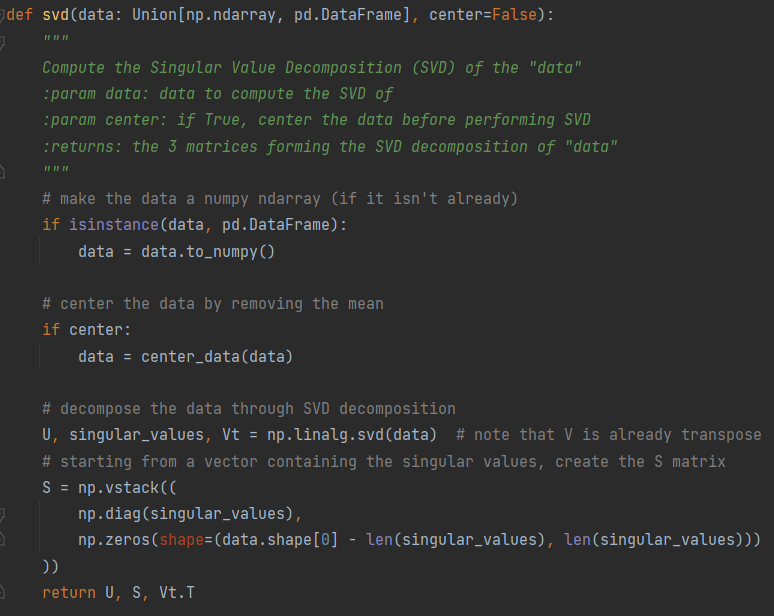 def svd(data: Union[np.ndarray, pd.DataFrame], center=False):
    """
    Compute the Singular Value Decomposition (SVD) of the "data"
    :param data: data to compute the SVD of
    :param center: if True, center the data before performing SVD
    :returns: the 3 matrices forming the SVD decomposition of "data"
    """
    # make the data a numpy ndarray (if it isn't already)
    if isinstance(data, pd.DataFrame):
        data = data.to_numpy()

    # center the data by removing the mean
    if center:
        data = center_data(data)

    # decompose the data through SVD decomposition
    U, singular_values, Vt = np.linalg.svd(data)  # note that V is already transpose
    # starting from a vector containing the singular values, create the S matrix
    S = np.vstack((
        np.diag(singular_values),
        np.zeros(shape=(data.shape[0] - len(singular_values), len(singular_values)))
    ))
    return U, S, Vt.T